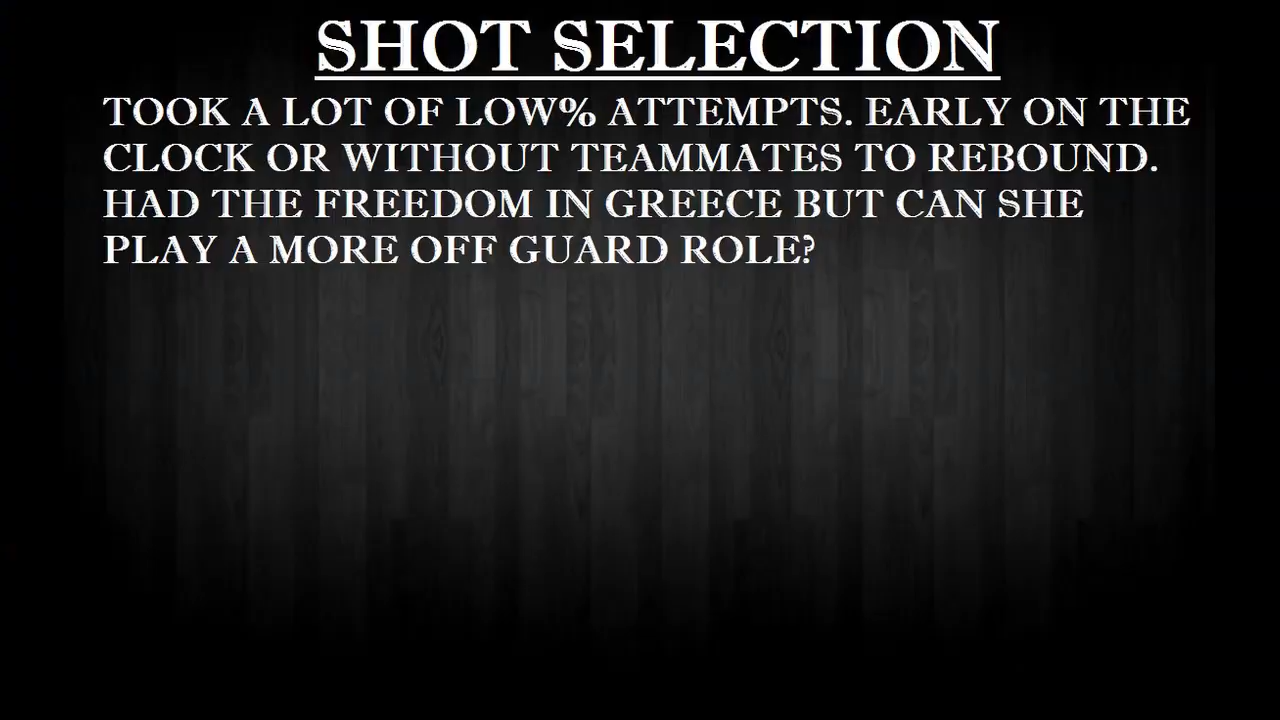 SHOT SELECTION
TOOK A LOT OF LOW% ATTEMPTS. EARLY ON THE
CLOCK OR WITHOUT TEAMMATES TO REBOUND.
HAD THE FREEDOM IN GREECE BUT CAN SHE
PLAY A MORE OFF GUARD ROLE?